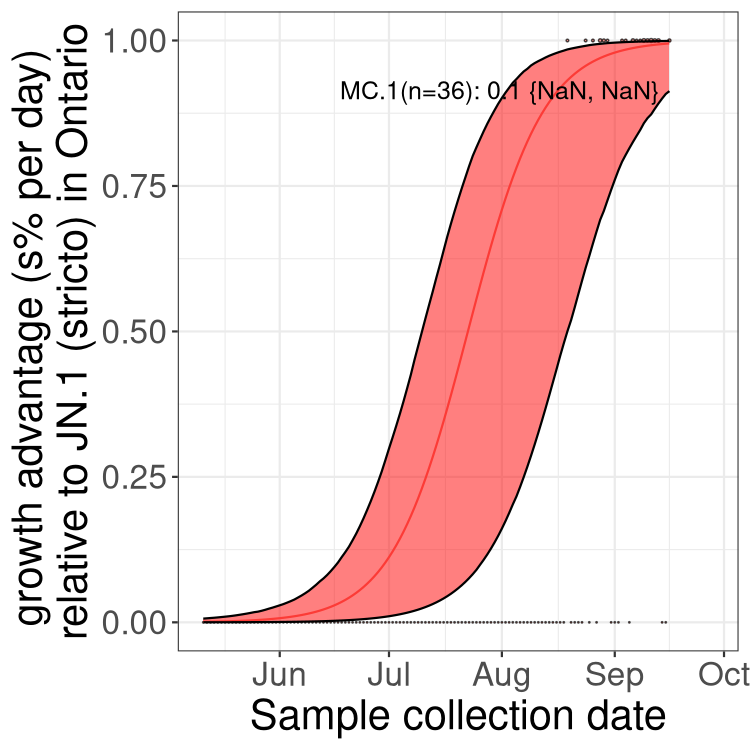 growth advantage (s% per day)
relative to JN.1 (stricto) in Ontario
1.00
0.75
0.50
0.25
0.00
MC.1(n=36): 0.1 {NaN, NaN}
Jun Jul Aug Sep Oct
Sample collection date